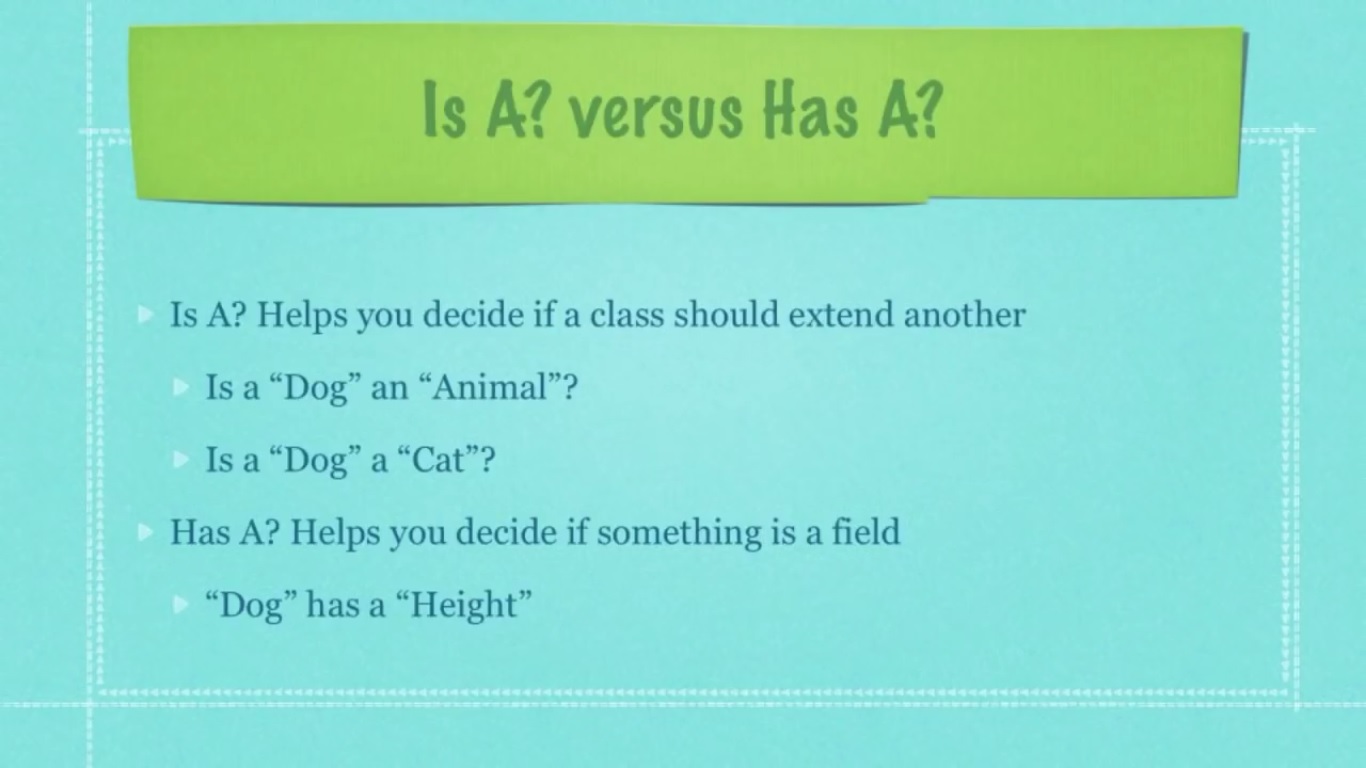 Is A? versus Has A?
Is A? Helps you decide if a class should extend another
Is a “Dog” an “Animal”?
Is a “Dog” a “Cat”?
Has A? Helps you decide if something is a field
“Dog” has a “Height”